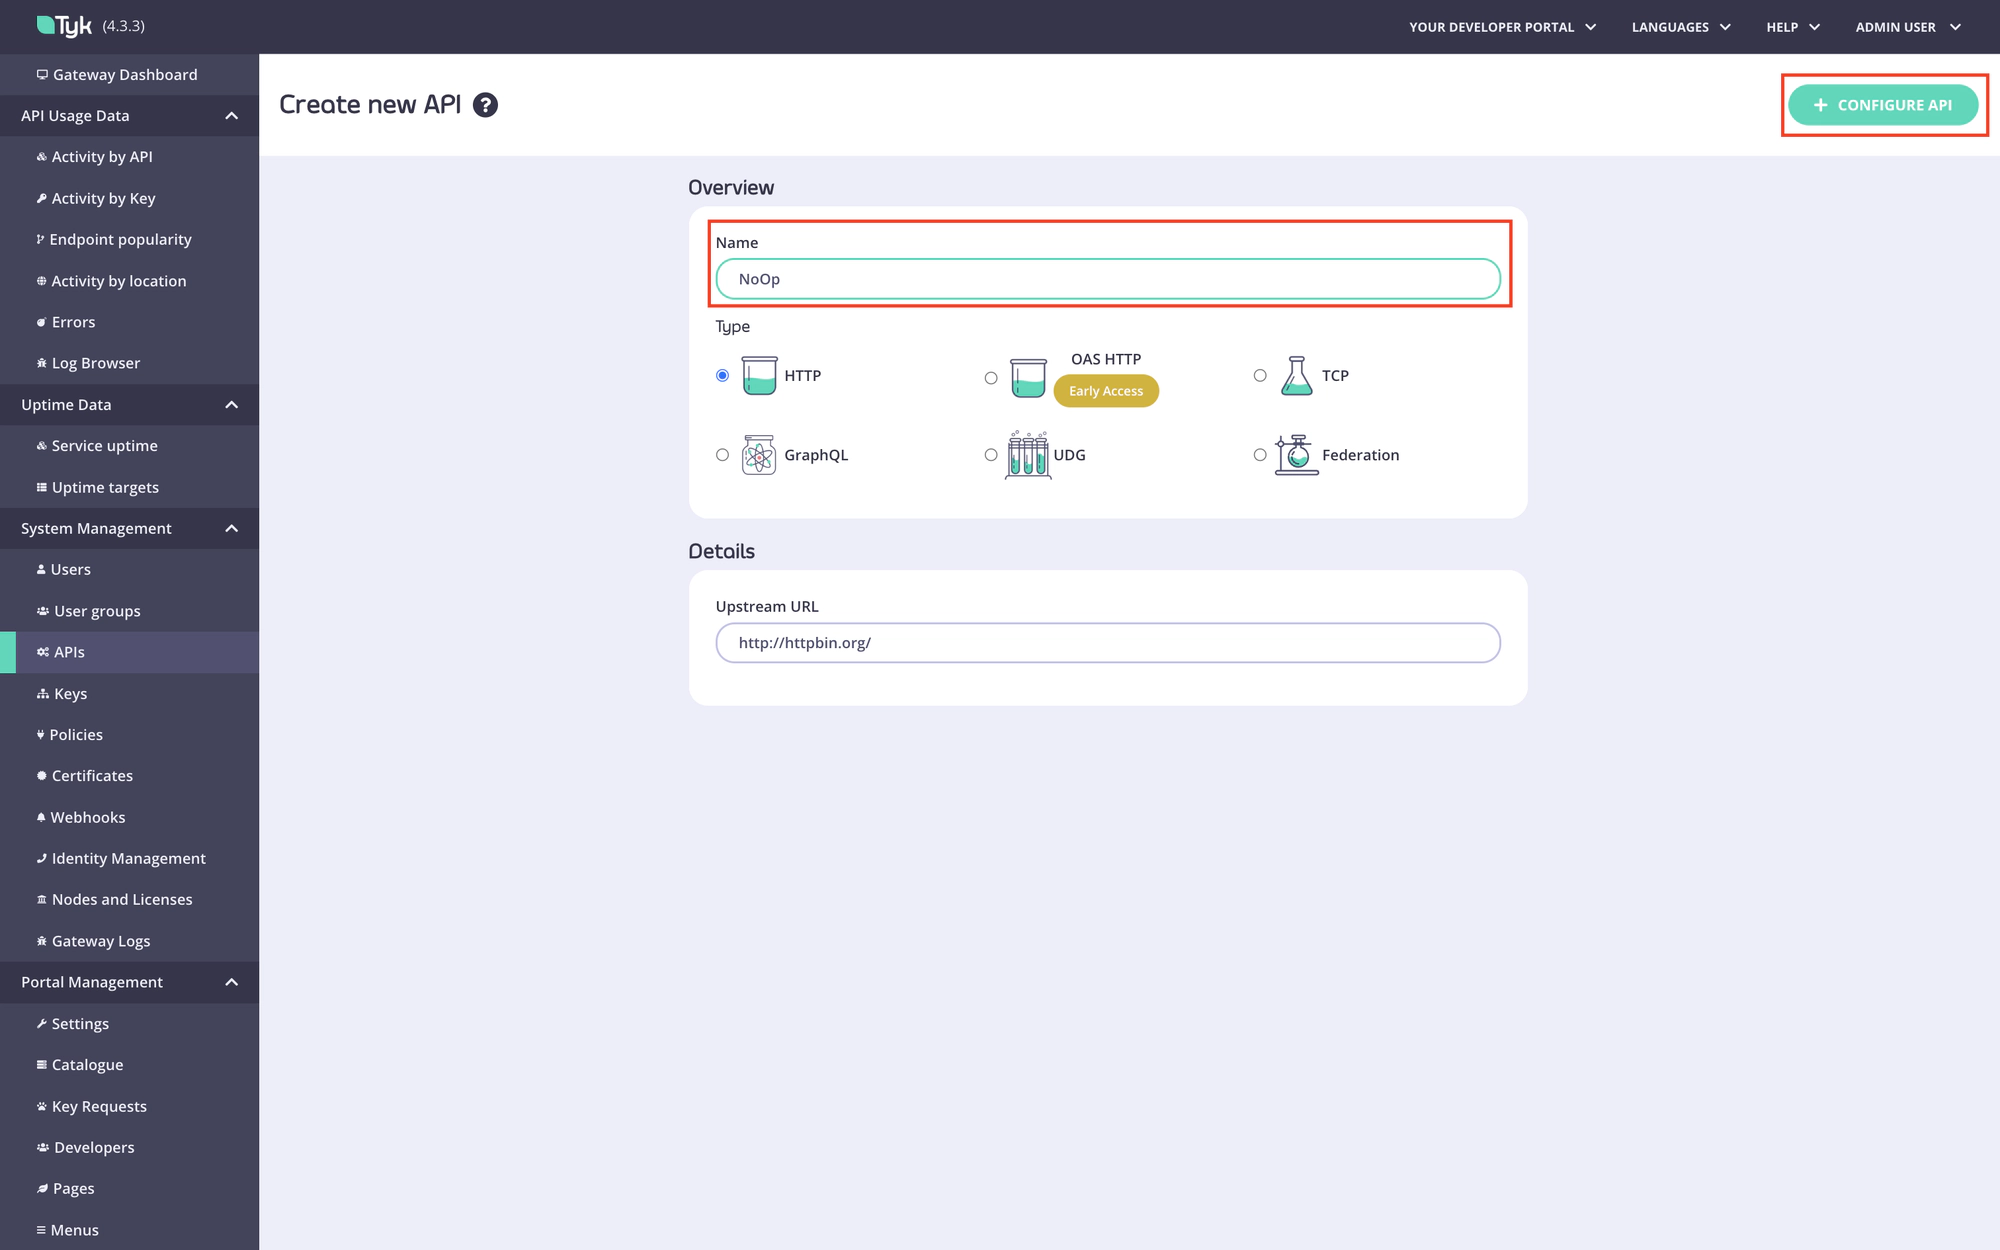 Tyk (4.3.3)
YOUR DEVELOPER PORTAL
LANGUAGES
HELP
ADMIN USER
Gateway Dashboard
API Usage Data
Activity by API
Activity by Key
Endpoint popularity
Activity by location
Errors
Log Browser
Uptime Data
Service uptime
Uptime targets
System Management
Users
User groups
APIs
Keys
Policies
Certificates
Webhooks
Identity Management
Nodes and Licenses
Gateway Logs
Portal Management
Settings
Catalogue
Key Requests
Developers
Pages
Menus
Create new API ?
+ CONFIGURE API
Overview
Name
NoOp
Type
HTTP
OAS HTTP
Early Access
TCP
GraphQL
UDG
Federation
Details
Upstream URL
http://httpbin.org/